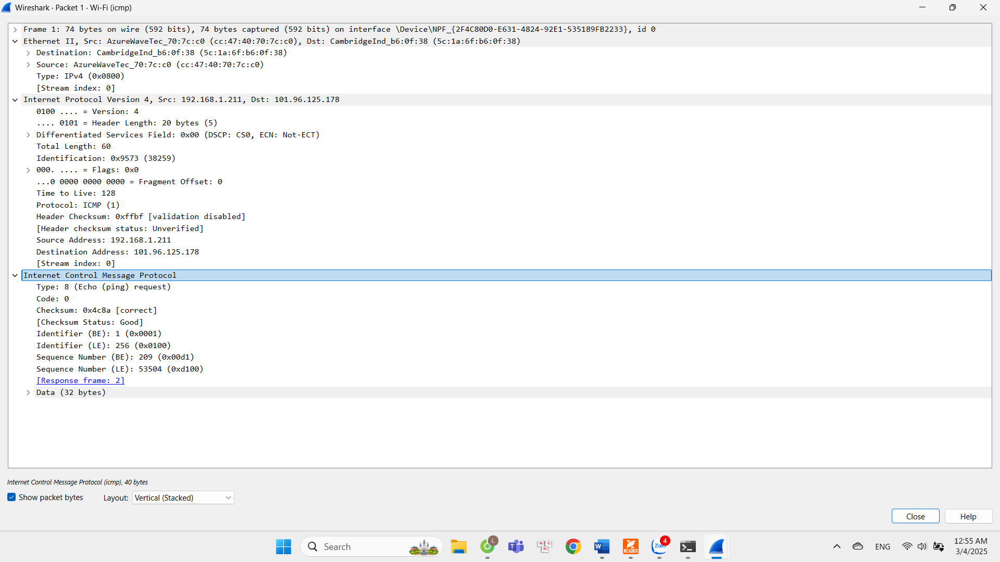 Wireshark · Packet 1 · Wi-Fi (icmp)
Frame 1: 74 bytes on wire (592 bits), 74 bytes captured (592 bits) on interface \Device\NPF_{2F4C80D0-E631-4824-92E1-535189FB2233}, id 0
Ethernet II, Src: AzureWaveTec_70:7c:c0 (cc:47:40:70:7c:c0), Dst: CambridgeInd_b6:0f:38 (5c:1a:6f:b6:0f:38)
Destination: CambridgeInd_b6:0f:38 (5c:1a:6f:b6:0f:38)
Source: AzureWaveTec_70:7c:c0 (cc:47:40:70:7c:c0)
Type: IPv4 (0x0800)
[Stream index: 0]
Internet Protocol Version 4, Src: 192.168.1.211, Dst: 101.96.125.178
0100 .... = Version: 4
.... 0101 = Header Length: 20 bytes (5)
Differentiated Services Field: 0x00 (DSCP: CS0, ECN: Not-ECT)
Total Length: 60
Identification: 0x9573 (38259)
000. .... = Flags: 0x0
...0 0000 0000 0000 = Fragment Offset: 0
Time to Live: 128
Protocol: ICMP (1)
Header Checksum: 0xffbf [validation disabled]
[Header checksum status: Unverified]
Source Address: 192.168.1.211
Destination Address: 101.96.125.178
[Stream index: 0]
Internet Control Message Protocol
Type: 8 (Echo (ping) request)
Code: 0
Checksum: 0x4c8a [correct]
[Checksum Status: Good]
Identifier (BE): 1 (0x0001)
Identifier (LE): 256 (0x0100)
Sequence Number (BE): 209 (0x00d1)
Sequence Number (LE): 53504 (0xd100)
[Response frame: 2]
Data (32 bytes)
Internet Control Message Protocol (icmp), 40 bytes
Show packet bytes Layout: Vertical (Stacked)
Close Help
Search L W READER Zalo 4 ENG 12:55 AM
3/4/2025